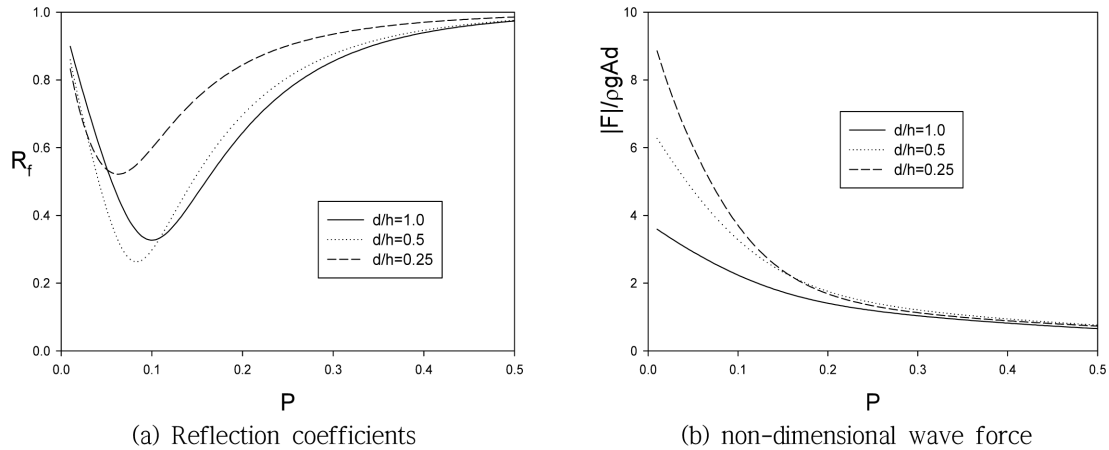 1.0
0.8
0.6
0.4
0.2
0.0
R_f
0.0 0.1 0.2 0.3 0.4 0.5
P
d/h=1.0
d/h=0.5
d/h=0.25
(a) Reflection coefficients
10
8
6
4
2
0
|F|/ρgAd
0.0 0.1 0.2 0.3 0.4 0.5
P
d/h=1.0
d/h=0.5
d/h=0.25
(b) non-dimensional wave force